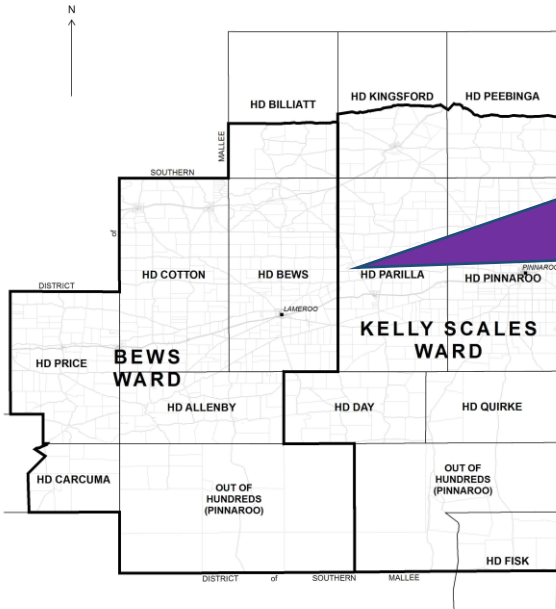 N
HD BILLIATT
HD KINGSFORD
HD PEEBINGA
MALLEE
SOUTHERN
of
DISTRICT
HD COTTON
HD BEWS
HD PARILLA
HD PINNAROO
PINNAROO
LAMEROO
KELLY SCALES
WARD
HD PRICE
BEWS
WARD
HD ALLENBY
HD DAY
HD QUIRKE
HD CARCUMA
OUT OF
HUNDREDS
(PINNAROO)
OUT OF
HUNDREDS
(PINNAROO)
HD FISK
DISTRICT of SOUTHERN MALLEE